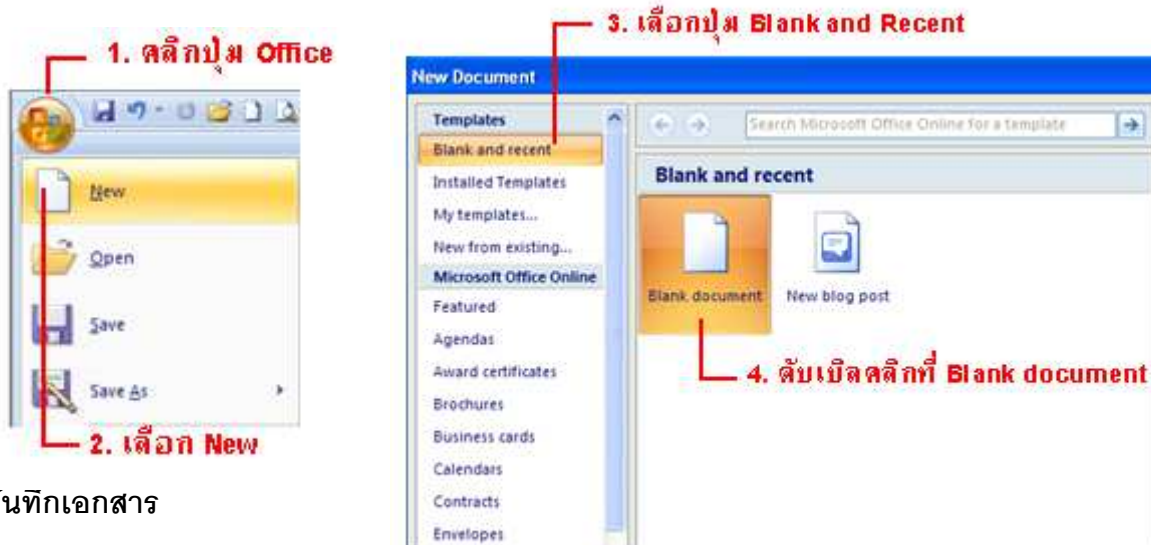 1. คลิกปุ่ม Office
New
Open
Save
Save As
2. เลือก New
นทึกเอกสาร
3. เลือกปุ่ม Blank and Recent
New Document
Templates
Blank and recent
Installed Templates
My templates...
New from existing...
Microsoft Office Online
Featured
Agendas
Award certificates
Brochures
Business cards
Calendars
Contracts
Envelopes
Search Microsoft Office Online for a template
Blank and recent
Blank document
New blog post
4. ดับเบิลคลิกที่ Blank document